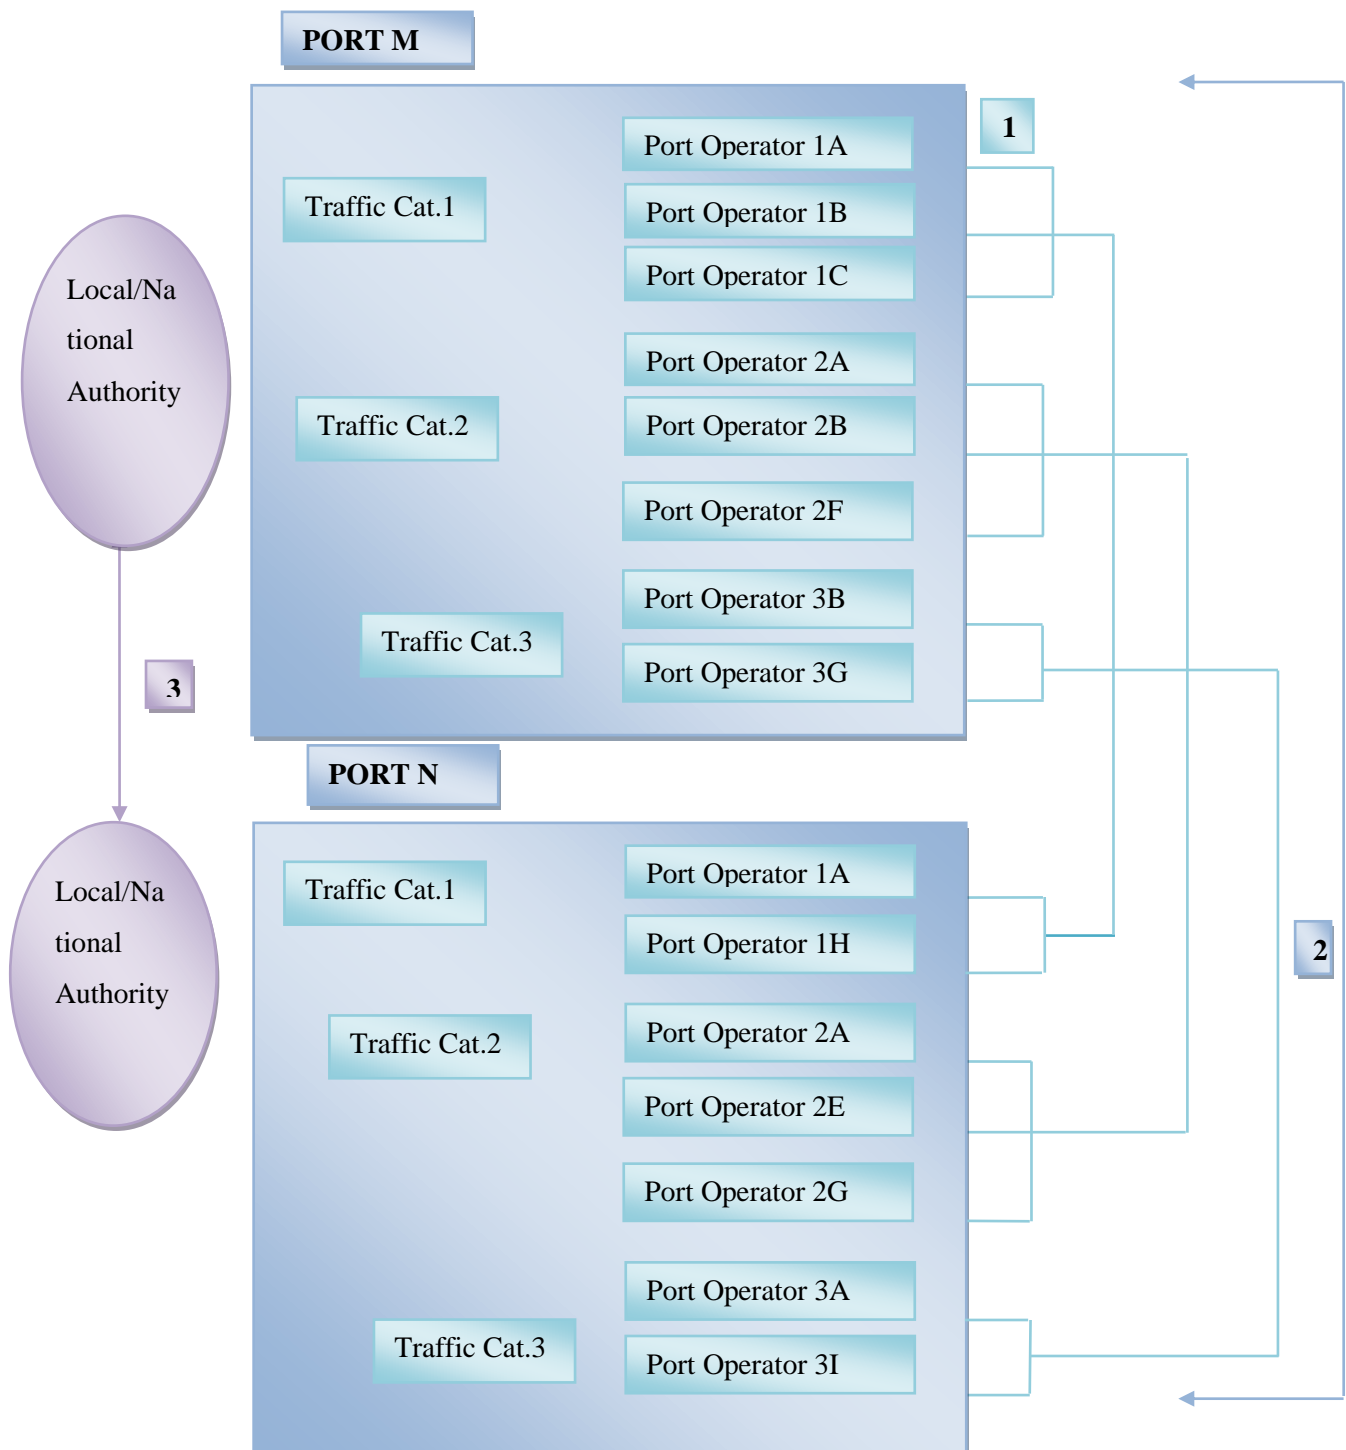 PORT M
1
Port Operator 1A
Traffic Cat.1
Port Operator 1B
Port Operator 1C
Local/Na
tional
Authority
Port Operator 2A
Traffic Cat.2
Port Operator 2B
Port Operator 2F
Port Operator 3B
Traffic Cat.3
Port Operator 3G
3
PORT N
Port Operator 1A
Traffic Cat.1
Local/Na
tional
Authority
Port Operator 1H
2
Port Operator 2A
Traffic Cat.2
Port Operator 2E
Port Operator 2G
Port Operator 3A
Traffic Cat.3
Port Operator 3I